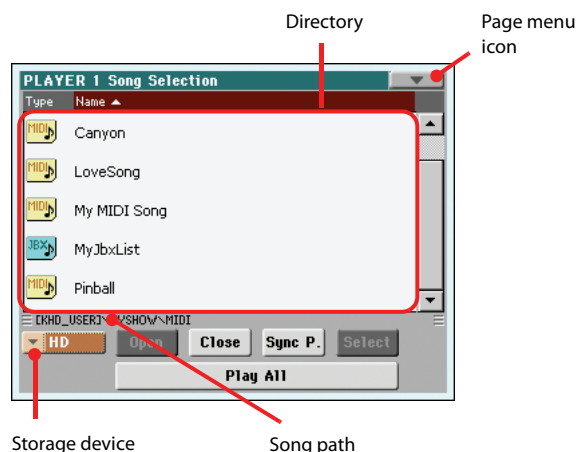 Directory
Page menu
icon
PLAYER 1 Song Selection
Type Name
MIDI Canyon
MIDI LoveSong
MIDI My MIDI Song
JBX MyJbxList
MIDI Pinball
HD Open Close Sync P. Select
Play All
Storage device
Song path